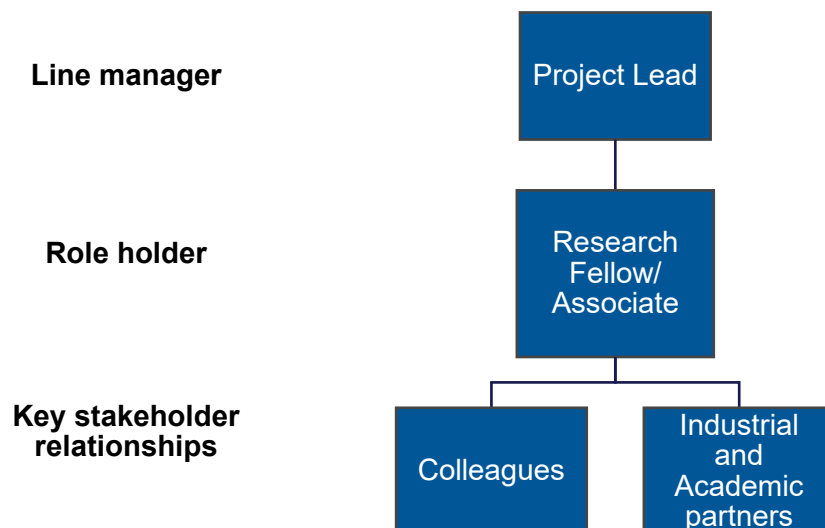 Line manager
Project Lead
Role holder
Research
Fellow/
Associate
Key stakeholder
relationships
Colleagues
Industrial
and
Academic
partners